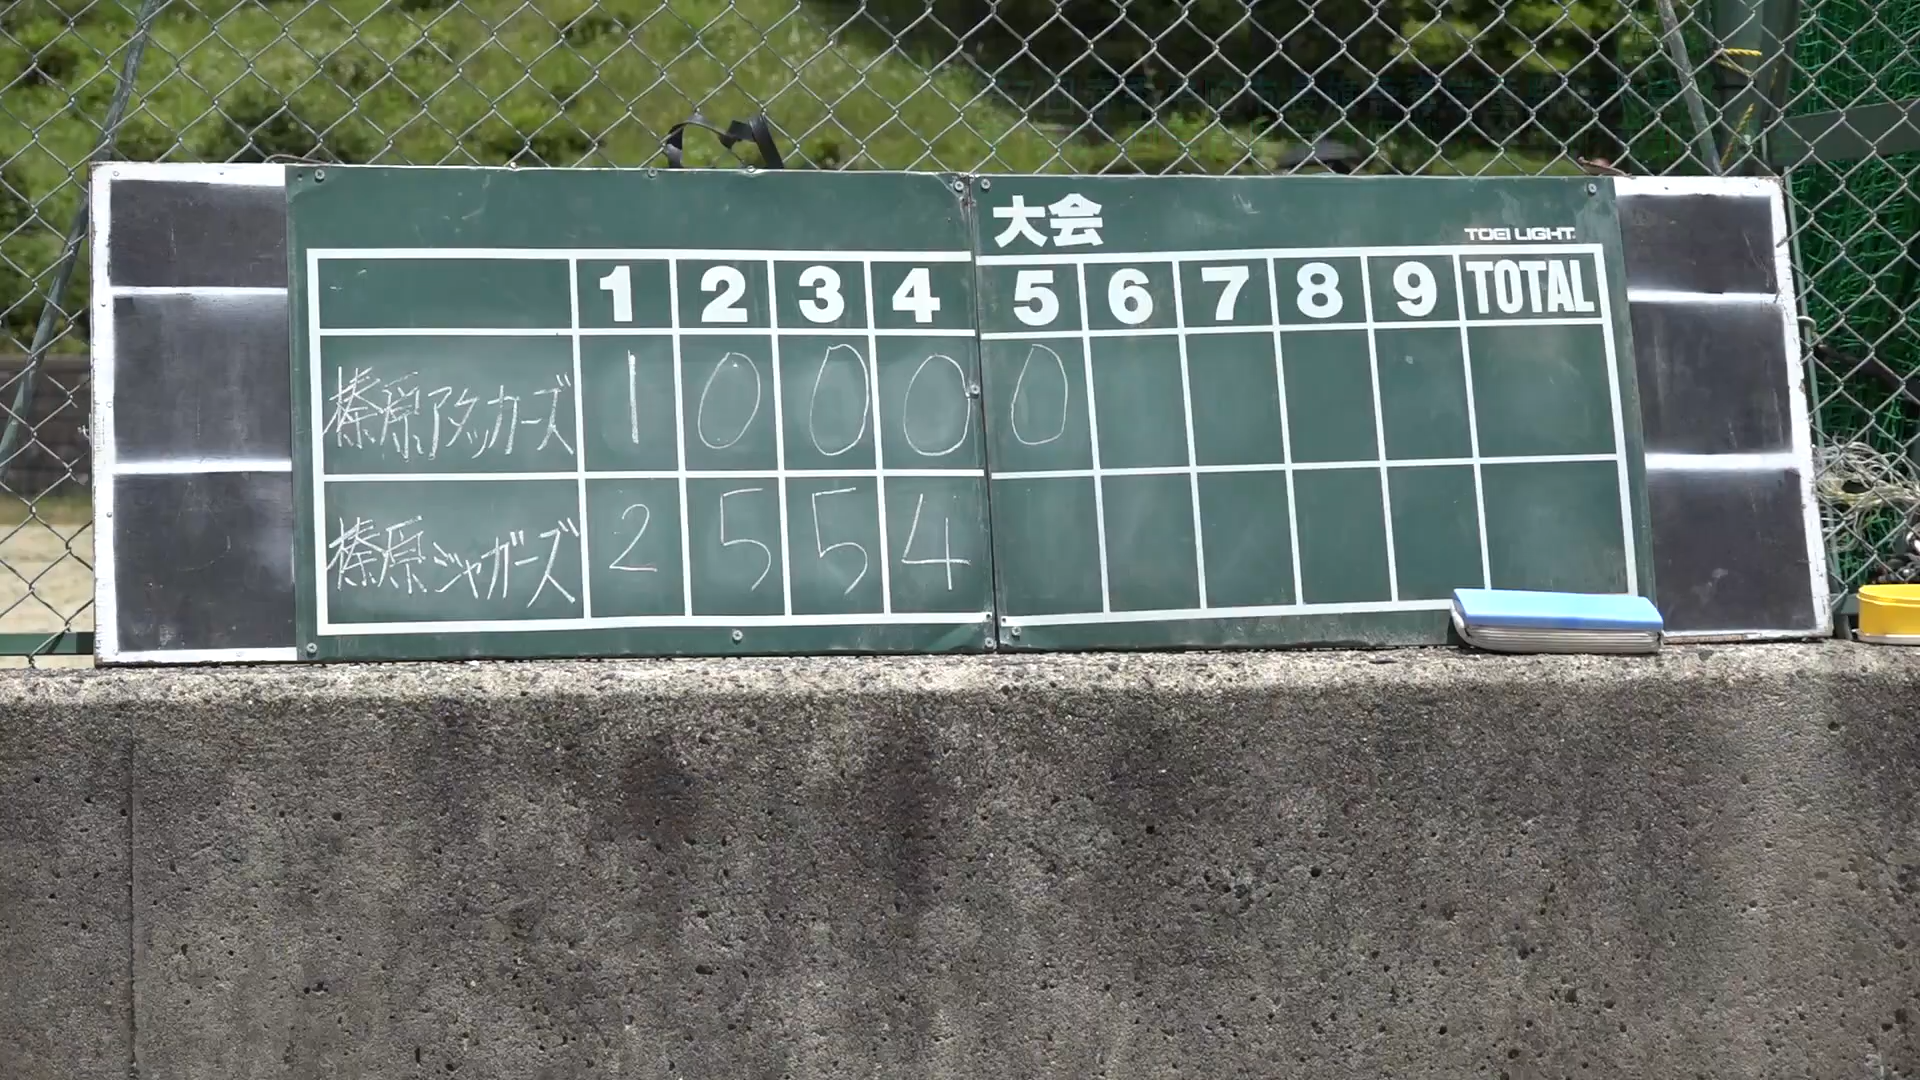 大会
TOEI LIGHT
1 2 3 4 5 6 7 8 9 TOTAL
榛原アタッカーズ 1 0 0 0 0
榛原ジャガーズ 2 5 5 4